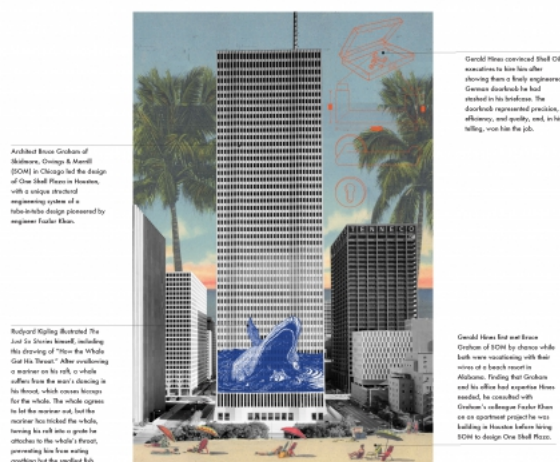 Gerald Hines convinced Shell Oil
executives to hire him after
showing them a finely engineered
German doorknob he had
stashed in his briefcase. The
doorknob represented precision,
efficiency, and quality, and, in his
telling, won him the job.
Architect Bruce Graham of
Skidmore, Owings & Merrill
(SOM) in Chicago led the design
of One Shell Plaza in Houston,
with a unique structural
engineering system of a
tube-in-tube design pioneered by
engineer Fazlur Khan.
TENNECO
Rudyard Kipling illustrated The
Just So Stories himself, including
this drawing of "How the Whale
Got His Throat." After swallowing
a mariner on his raft, a whale
suffers from the man's dancing in
his throat, which causes hiccups
for the whale. The whale agrees
to let the mariner out, but the
mariner has tricked the whale,
turning his raft into a grate he
attaches to the whale's throat,
preventing him from eating
anything but the smallest fish.
Gerald Hines first met Bruce
Graham of SOM by chance while
both were vacationing with their
wives at a beach resort in
Alabama. Finding that Graham
and his office had expertise Hines
needed, he consulted with
Graham's colleague Fazlur Khan
on an apartment project he was
building in Houston before hiring
SOM to design One Shell Plaza.